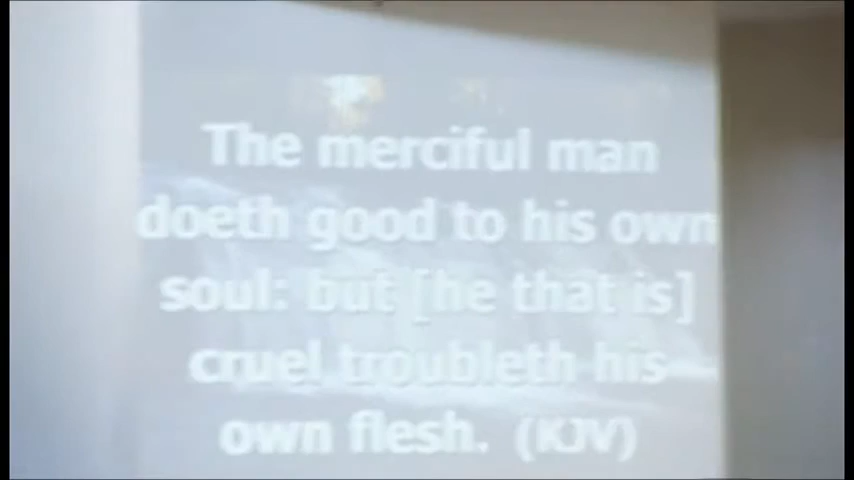 The merciful man
doeth good to his own
soul: but [he that is]
cruel troubleth his
own flesh. (KJV)